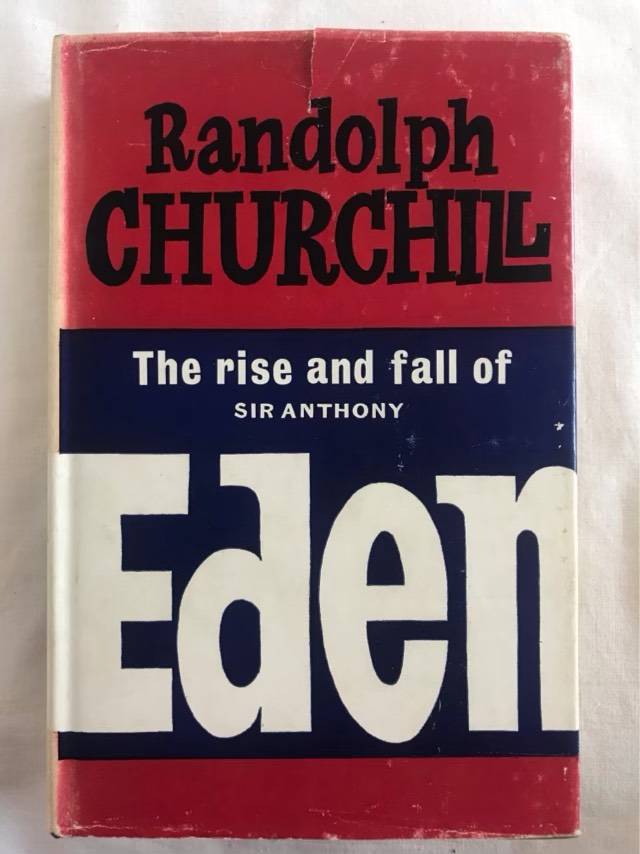 Randolph
CHURCHILL
The rise and fall of
SIR ANTHONY
Eden